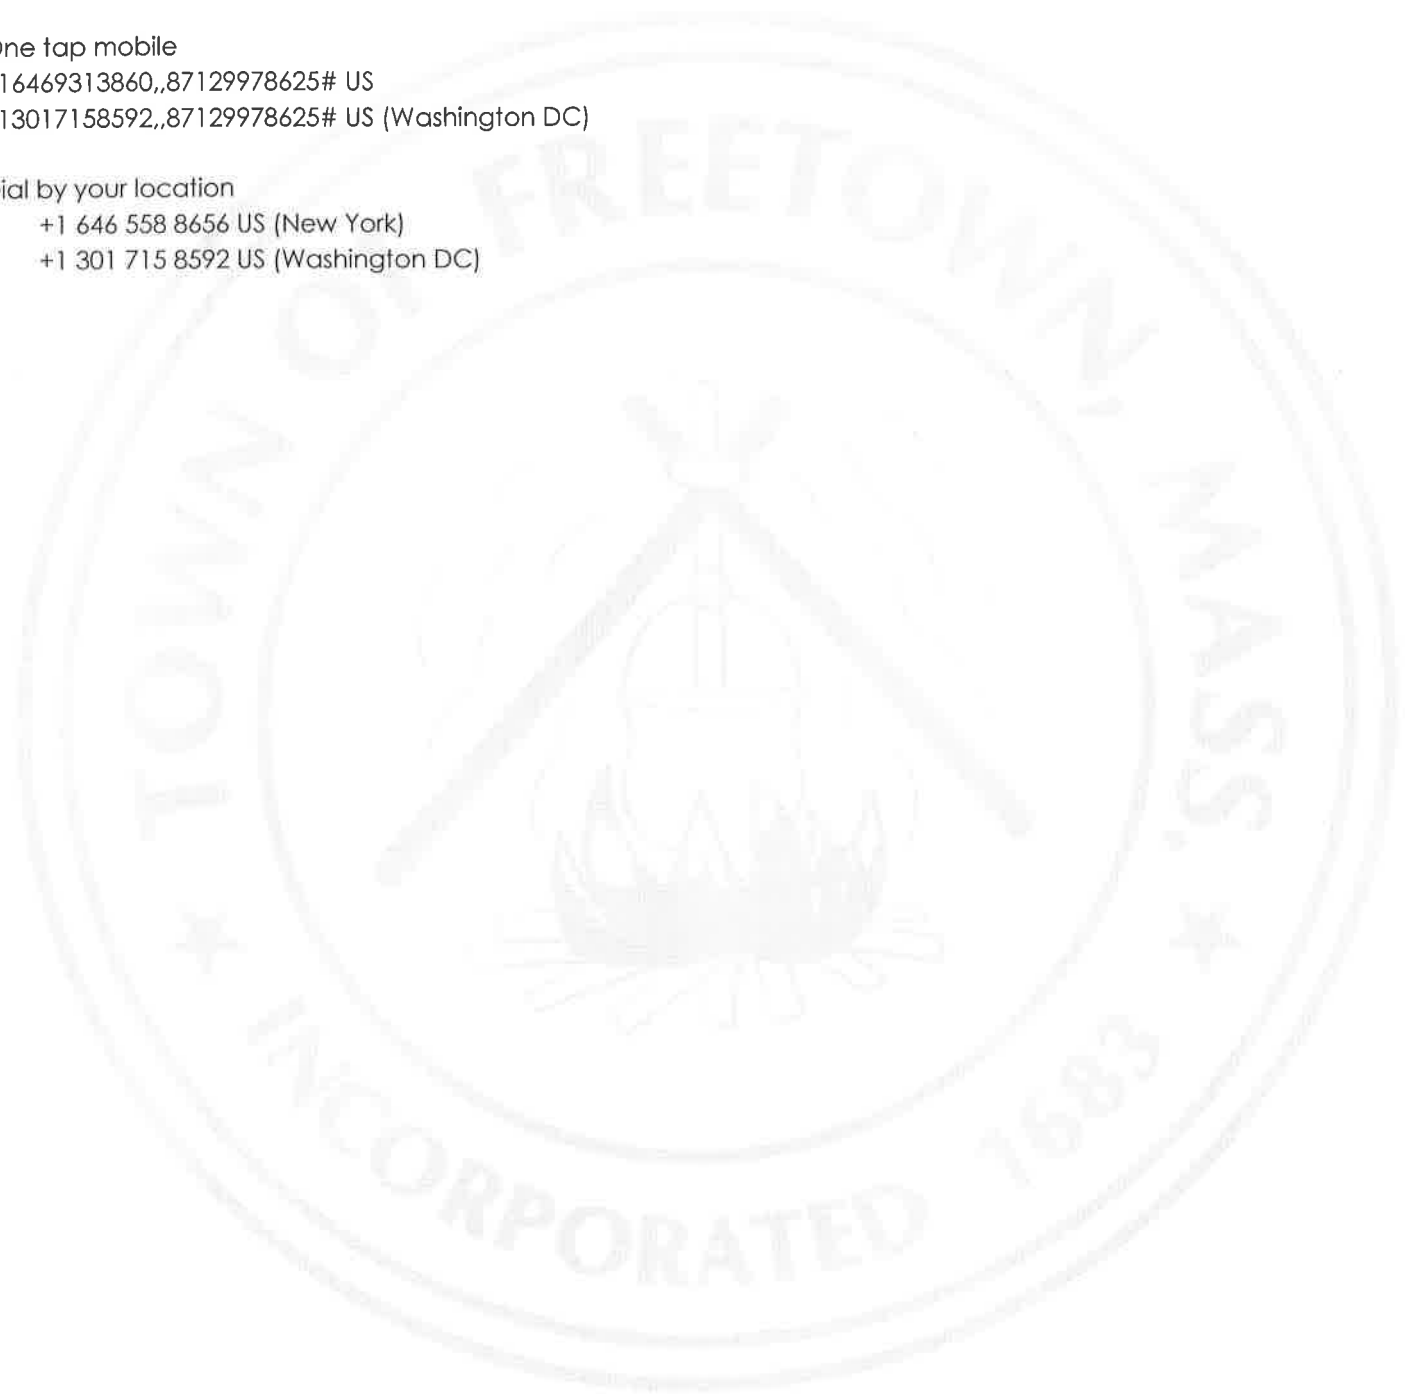 One tap mobile
16469313860,,87129978625# US
13017158592,,87129978625# US (Washington DC)
ial by your location
+1 646 558 8656 US (New York)
+1 301 715 8592 US (Washington DC)
TOWN OF FREETOWN, MASS.
INCORPORATED 1683